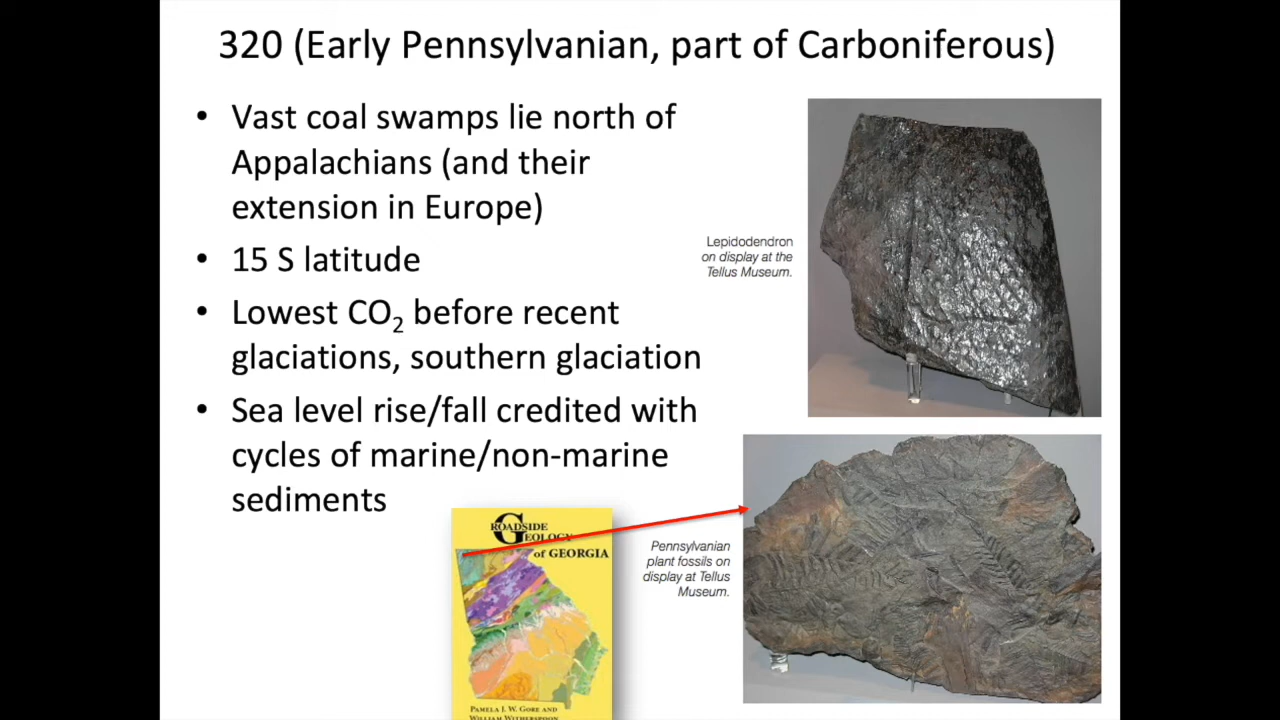 320 (Early Pennsylvanian, part of Carboniferous)
• Vast coal swamps lie north of
Appalachians (and their
extension in Europe)
• 15 S latitude
• Lowest CO₂ before recent
glaciations, southern glaciation
• Sea level rise/fall credited with
cycles of marine/non-marine
sediments
Lepidodendron
on display at the
Tellus Museum.
ROADSIDE
GEOLOGY
of GEORGIA
PAMELA J. W. GORE AND
WILLIAM WITHERSPOON
Pennsylvanian
plant fossils on
display at Tellus
Museum.